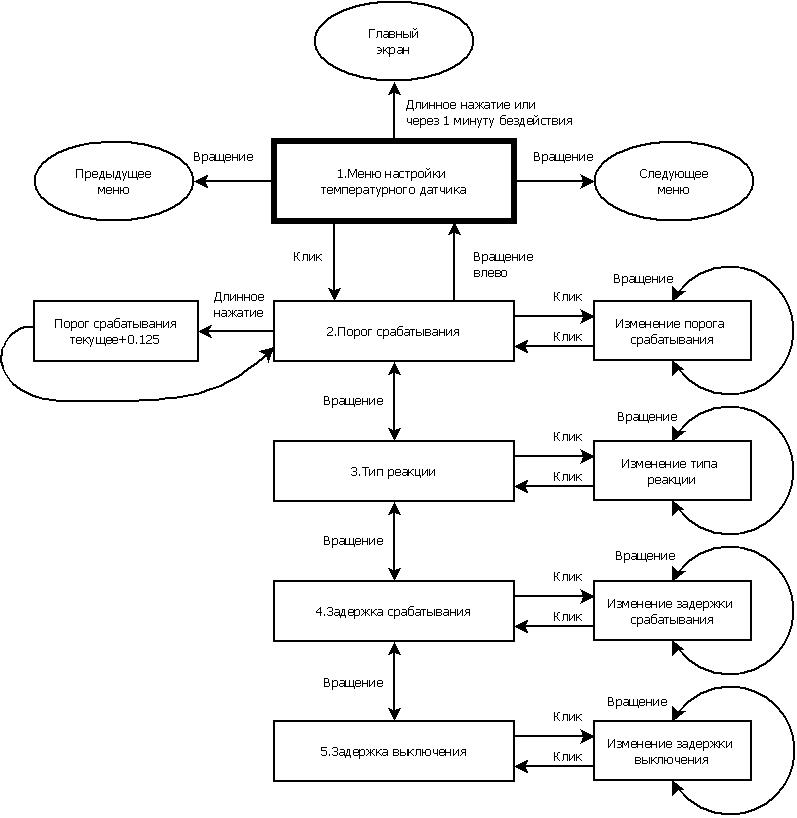 Главный
экран
Длинное нажатие или
через 1 минуту бездействия
Предыдущее
меню
Вращение
1.Меню настройки
температурного датчика
Вращение
Следующее
меню
Клик
Вращение
влево
Порог срабатывания
текущее+0.125
Длинное
нажатие
2.Порог срабатывания
Клик
Клик
Вращение
Изменение порога
срабатывания
Вращение
3.Тип реакции
Клик
Клик
Вращение
Изменение типа
реакции
Вращение
4.Задержка срабатывания
Клик
Клик
Вращение
Изменение задержки
срабатывания
Вращение
5.Задержка выключения
Клик
Клик
Вращение
Изменение задержки
выключения